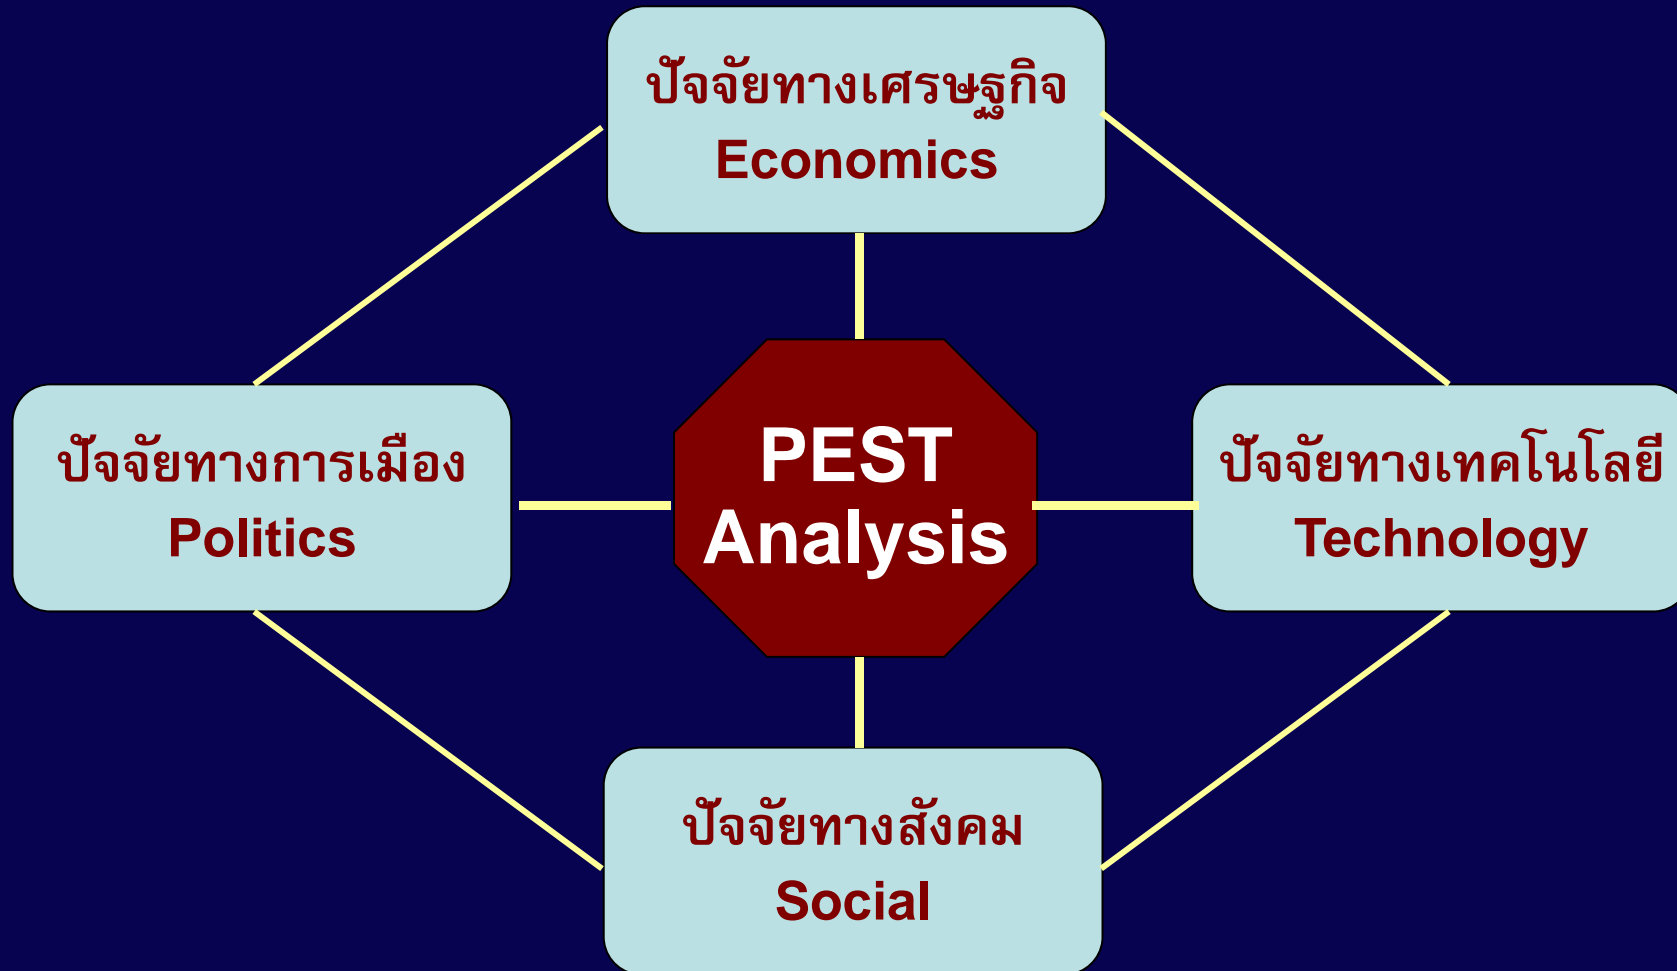 ปัจจัยทางเศรษฐกิจ
Economics
ปัจจัยทางการเมือง
Politics
PEST
Analysis
ปัจจัยทางเทคโนโลยี
Technology
ปัจจัยทางสังคม
Social